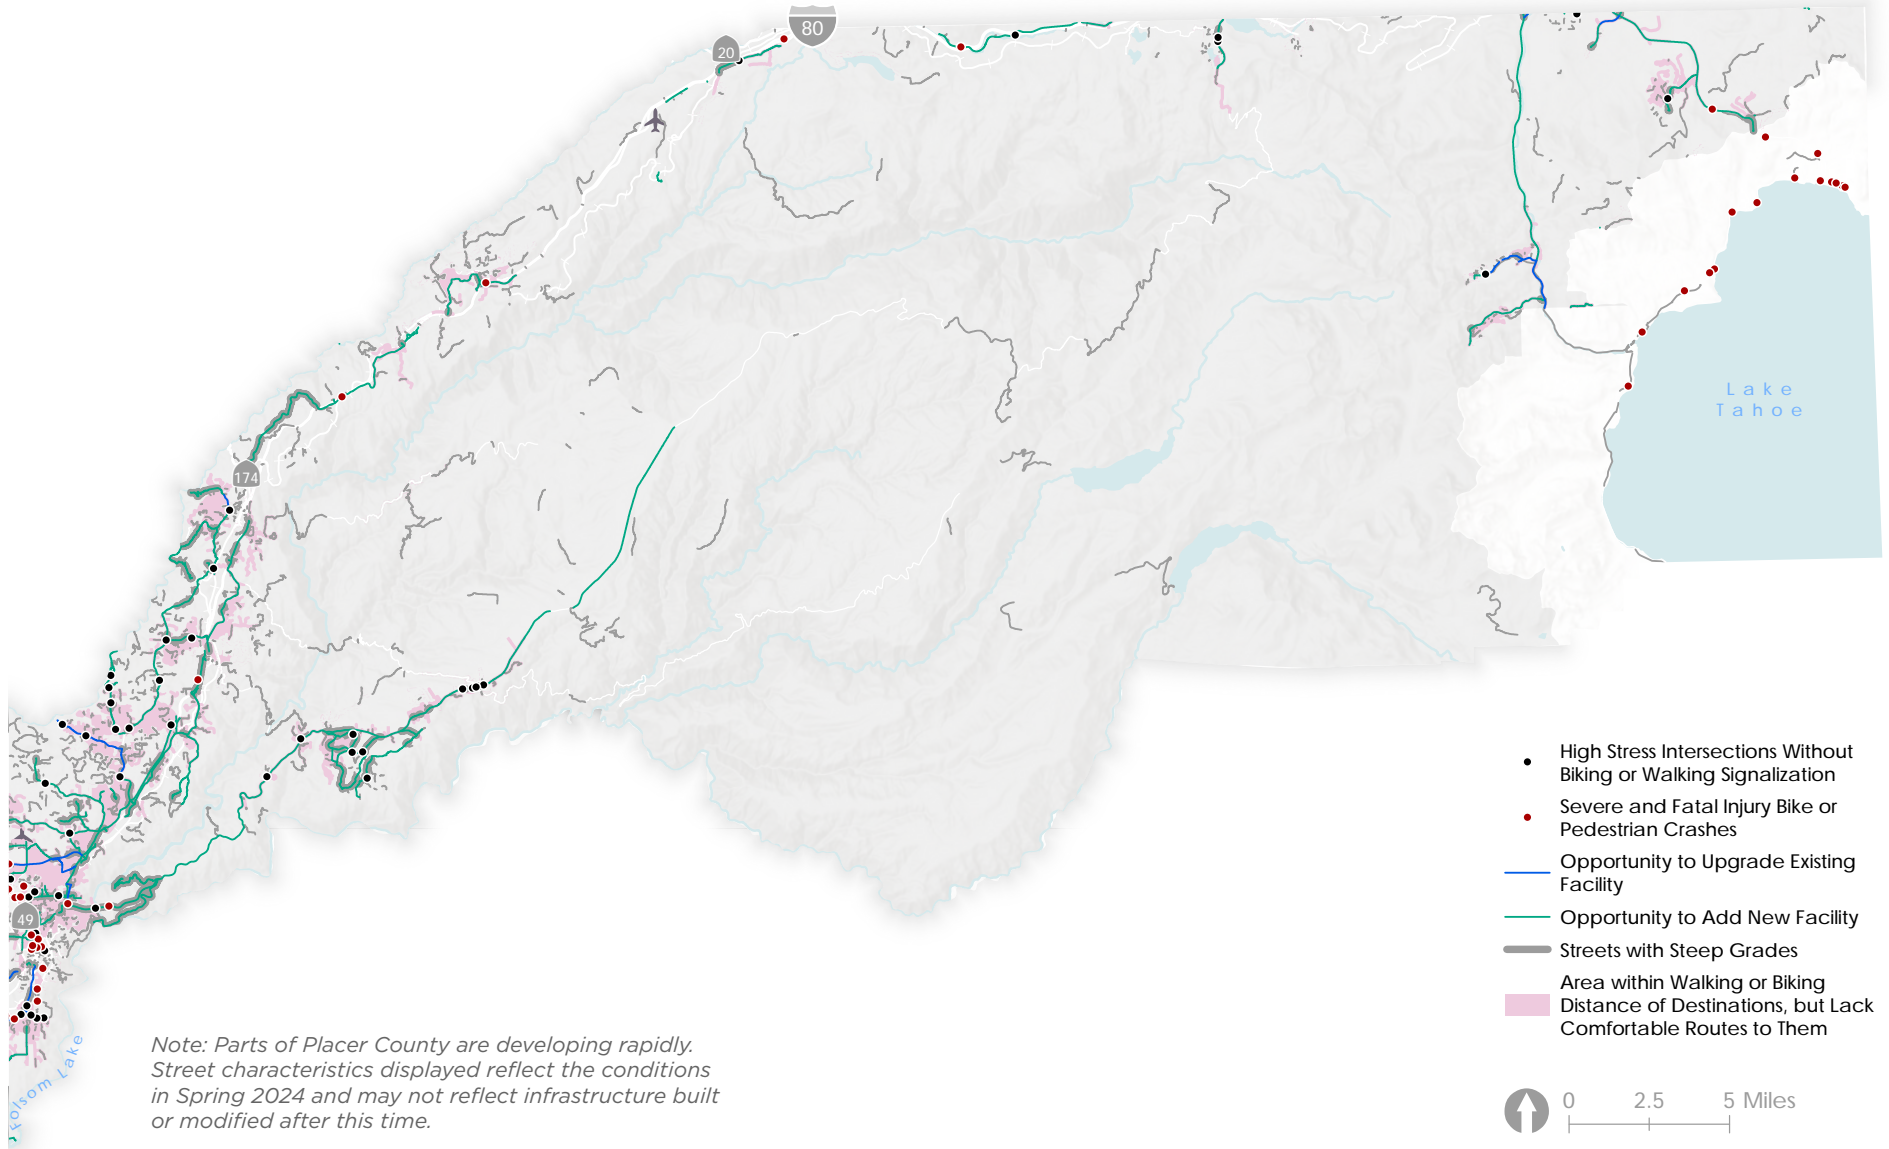 80
20
174
49
Lake
Tahoe
Folsom Lake
High Stress Intersections Without
Biking or Walking Signalization
Severe and Fatal Injury Bike or
Pedestrian Crashes
Opportunity to Upgrade Existing
Facility
Opportunity to Add New Facility
Streets with Steep Grades
Area within Walking or Biking
Distance of Destinations, but Lack
Comfortable Routes to Them
Note: Parts of Placer County are developing rapidly.
Street characteristics displayed reflect the conditions
in Spring 2024 and may not reflect infrastructure built
or modified after this time.
0 2.5 5 Miles